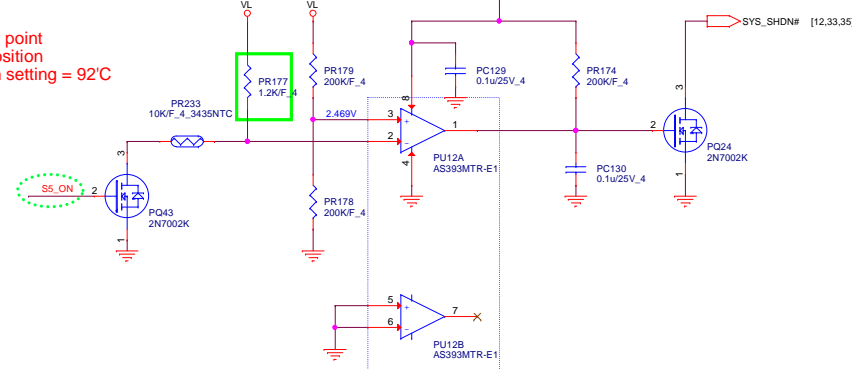 VL
VL
point
sition
n setting = 92'C
PR177
1.2K/F_4
PR179
200K/F_4
PC129
0.1u/25V_4
PR174
200K/F_4
SYS_SHDN# [12,33,35]
3
PR233
10K/F_4_3435NTC
2.469V
8
3
+
1
2
-
4
PU12A
AS393MTR-E1
2
PQ24
2N7002K
1
3
S5_ON
2
PQ43
2N7002K
1
PR178
200K/F_4
PC130
0.1u/25V_4
5
+
7
6
-
PU12B
AS393MTR-E1